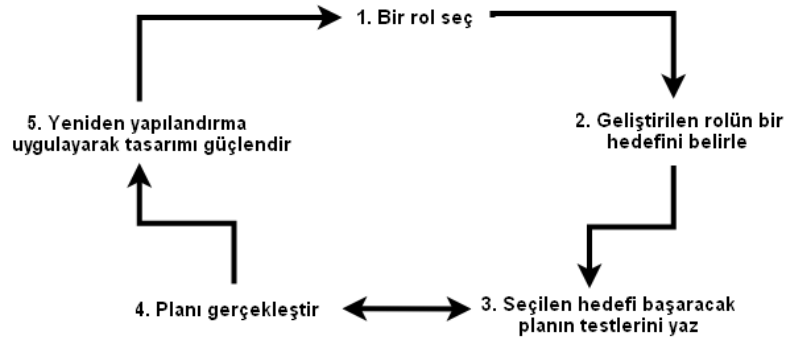 1. Bir rol seç
2. Geliştirilen rolün bir
hedefini belirle
3. Seçilen hedefi başaracak
planın testlerini yaz
4. Planı gerçekleştir
5. Yeniden yapılandırma
uygulayarak tasarımı güçlendir